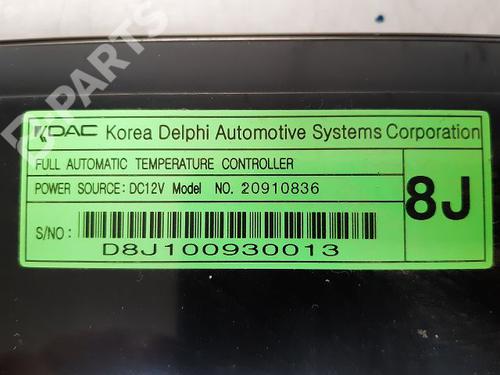 KDAC Korea Delphi Automotive Systems Corporation
FULL AUTOMATIC TEMPERATURE CONTROLLER
POWER SOURCE: DC12V Model NO. 20910836
8J
S/NO:
D8J100930013
B-PARTS